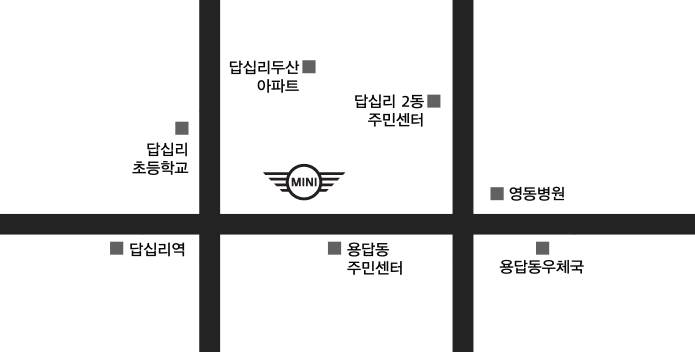 답십리두산
아파트
답십리 2동
주민센터
답십리
초등학교
MINI
영동병원
답십리역
용답동
주민센터
용답동우체국